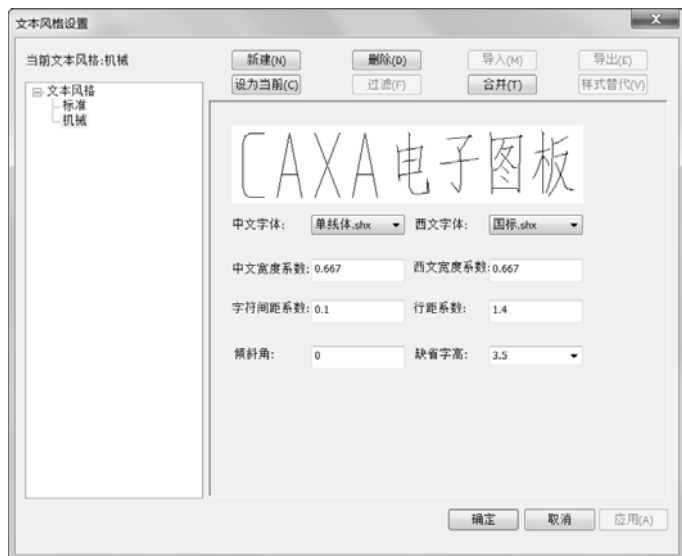 文本风格设置
X
当前文本风格:机械
新建(N) 删除(D) 导入(M) 导出(E)
设为当前(C) 过滤(F) 合并(T) 样式替代(V)
文本风格
标准
机械
CAXA电子图板
中文字体: 单线体.shx 西文字体: 国标.shx
中文宽度系数: 0.667 西文宽度系数: 0.667
字符间距系数: 0.1 行距系数: 1.4
倾斜角: 0 缺省字高: 3.5
确定 取消 应用(A)